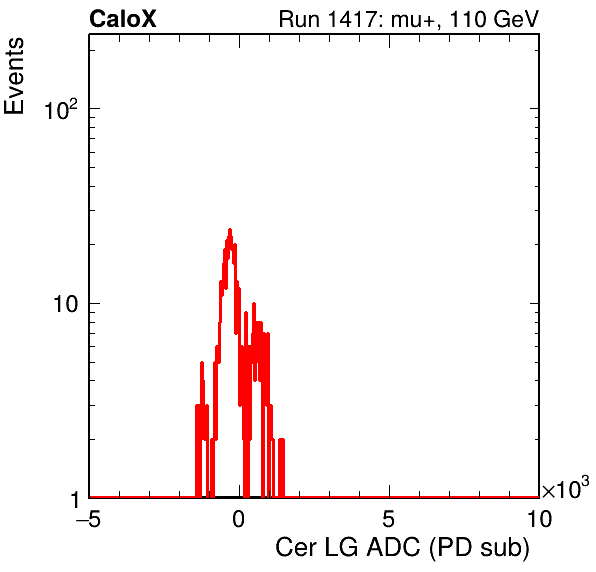 CaloX Run 1417: mu+, 110 GeV
Events
10²
10
1
−5 0 5 10
×10³
Cer LG ADC (PD sub)